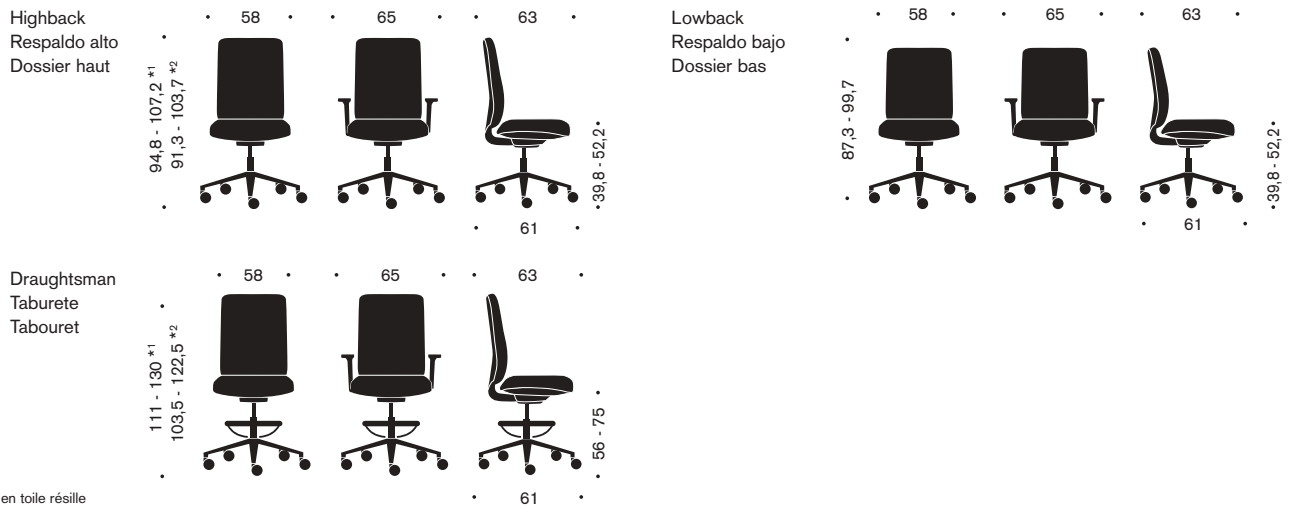 Highback
Respaldo alto
Dossier haut
58
65
63
94,8 - 107,2 *1
91,3 - 103,7 *2
39,8 - 52,2
61
Lowback
Respaldo bajo
Dossier bas
58
65
63
87,3 - 99,7
39,8 - 52,2
61
Draughtsman
Taburete
Tabouret
58
65
63
111 - 130 *1
103,5 - 122,5 *2
56 - 75
61
en toile résille